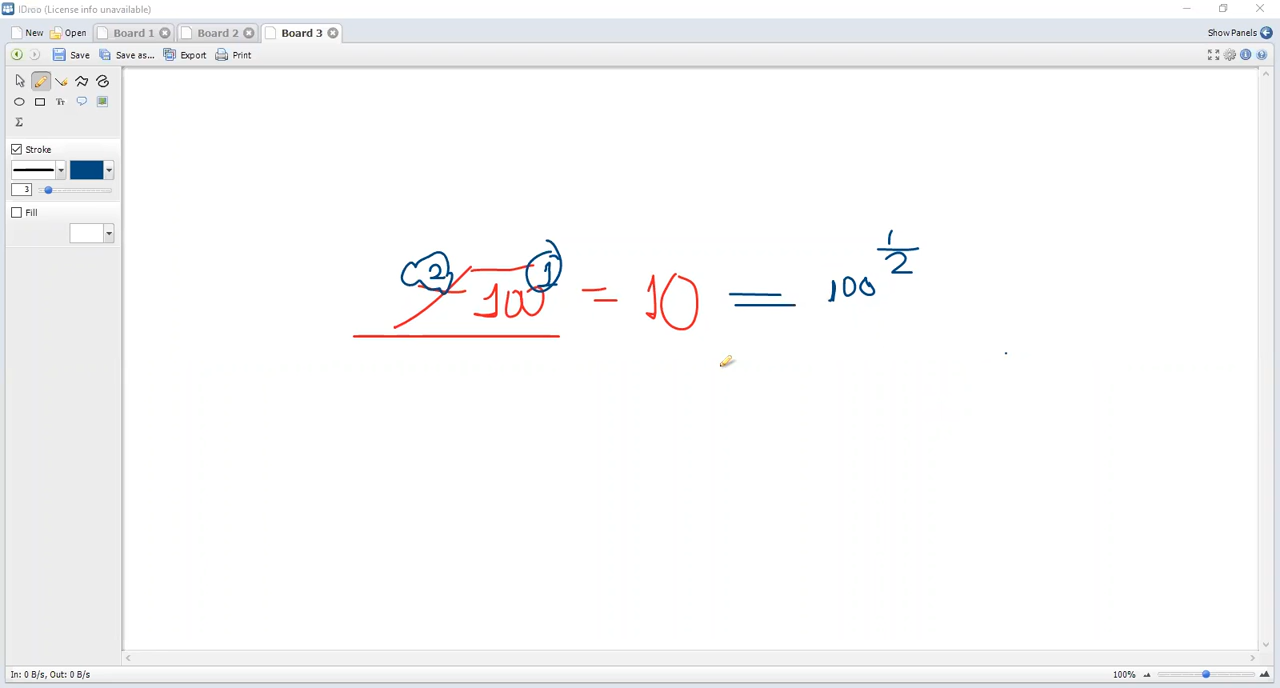 IDroo (License info unavailable)
New Open Board 1 Board 2 Board 3 Show Panels
Save Save as... Export Print
Tт
Σ
Stroke
3
Fill
2√100^1 = 10 = 100^1/2
In: 0 B/s, Out: 0 B/s 100%